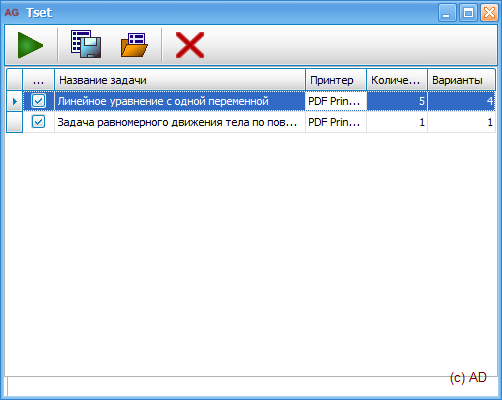 AG Tset
... Название задачи Принтер Количе... Варианты
Линейное уравнение с одной переменной PDF Prin... 5 4
Задача равномерного движения тела по пов... PDF Prin... 1 1
(c) AD